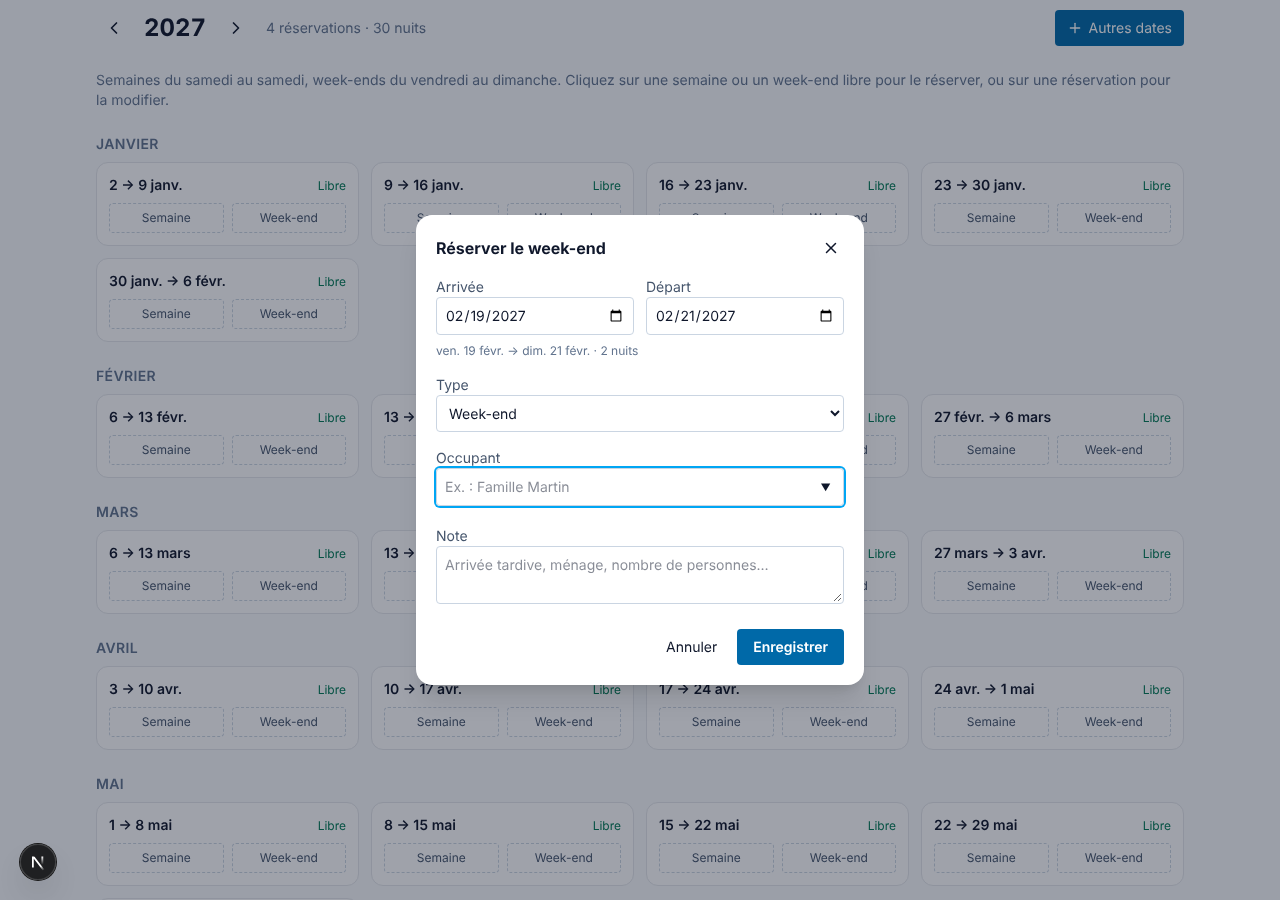 2027
4 réservations · 30 nuits
+ Autres dates
Semaines du samedi au samedi, week-ends du vendredi au dimanche. Cliquez sur une semaine ou un week-end libre pour le réserver, ou sur une réservation pour
la modifier.
JANVIER
2 → 9 janv. Libre
9 → 16 janv. Libre
16 → 23 janv. Libre
23 → 30 janv. Libre
Semaine Week-end
Semaine Week-end
30 janv. → 6 févr. Libre
Semaine Week-end
Réserver le week-end
Arrivée Départ
02/19/2027 02/21/2027
ven. 19 févr. → dim. 21 févr. · 2 nuits
Type
Week-end
Occupant
Ex. : Famille Martin
Note
Arrivée tardive, ménage, nombre de personnes…
Annuler Enregistrer
FÉVRIER
6 → 13 févr. Libre
13 →
Libre
27 févr. → 6 mars Libre
Semaine Week-end
Semaine Week-end
MARS
6 → 13 mars Libre
13 →
Libre
27 mars → 3 avr. Libre
Semaine Week-end
Semaine Week-end
AVRIL
3 → 10 avr. Libre
10 → 17 avr. Libre
17 → 24 avr. Libre
24 avr. → 1 mai Libre
Semaine Week-end
Semaine Week-end
Semaine Week-end
Semaine Week-end
MAI
1 → 8 mai Libre
8 → 15 mai Libre
15 → 22 mai Libre
22 → 29 mai Libre
Semaine Week-end
Semaine Week-end
Semaine Week-end
Semaine Week-end
N